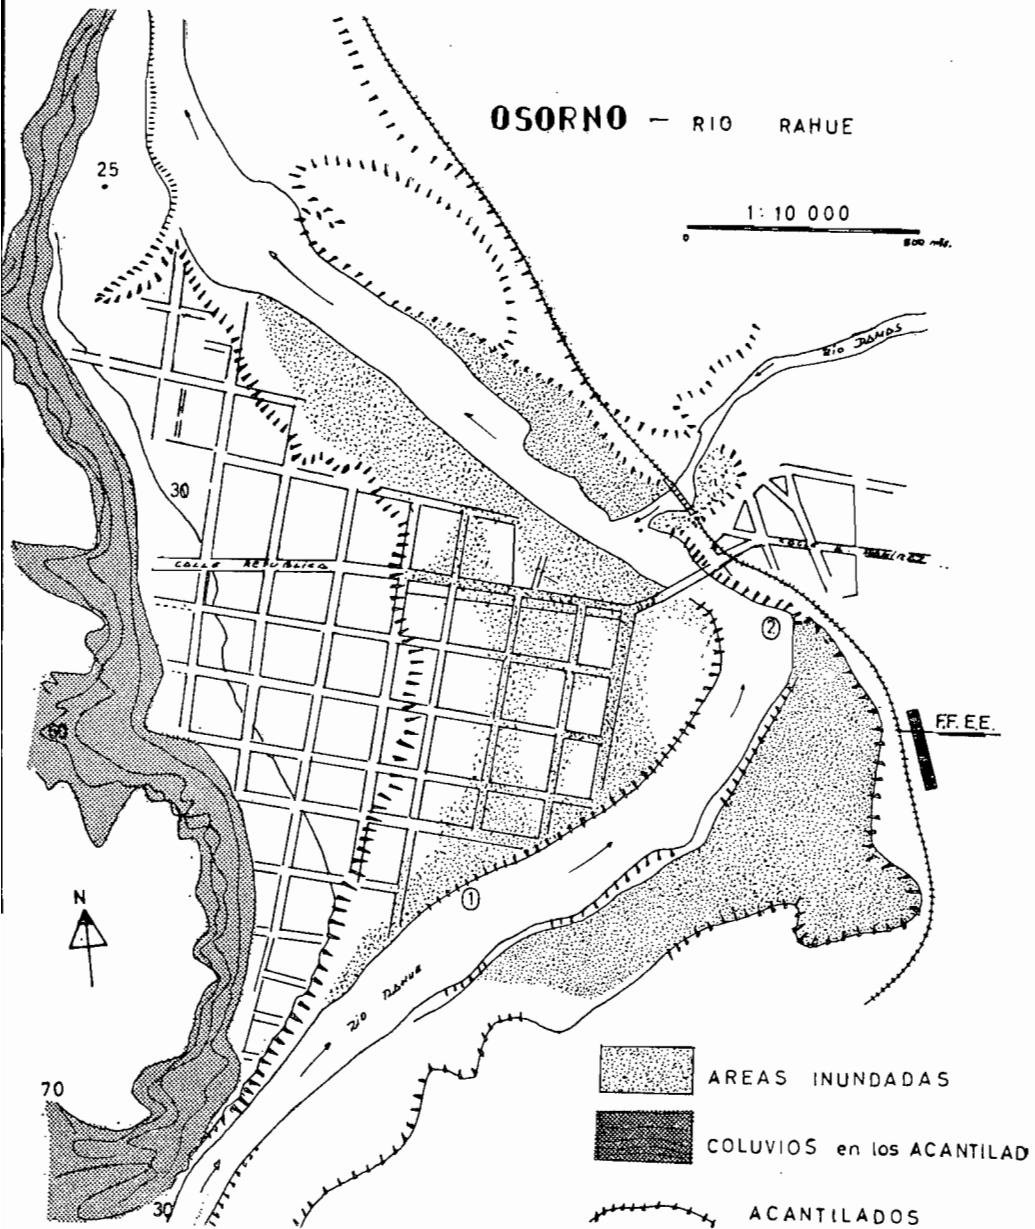 OSORNO - RIO RAHUE
25
1:10 000
0 500 mts.
Rio DAMAS
30
CALLE REPUBLICA
②
F.F. E.E.
60
①
N
RIO RAHUE
AREAS INUNDADAS
70
COLUVIOS en los ACANTILAD
30
ACANTILADOS